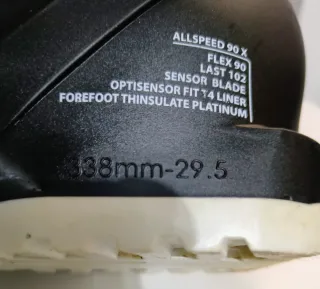 ALLSPEED 90 X
FLEX 90
LAST 102
SENSOR BLADE
OPTISENSOR FIT T4 LINER
FOREFOOT THINSULATE PLATINUM
338mm-29.5